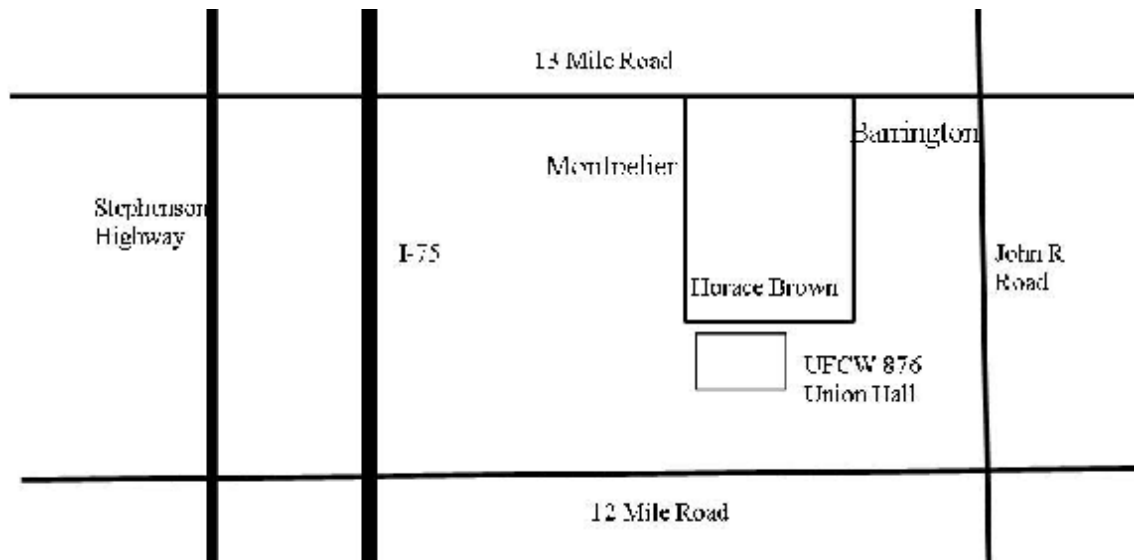 13 Mile Road
Barrington
Montpelier
Stephenson
Highway
I-75
John R
Road
Horace Brown
UFCW 876
Union Hall
12 Mile Road